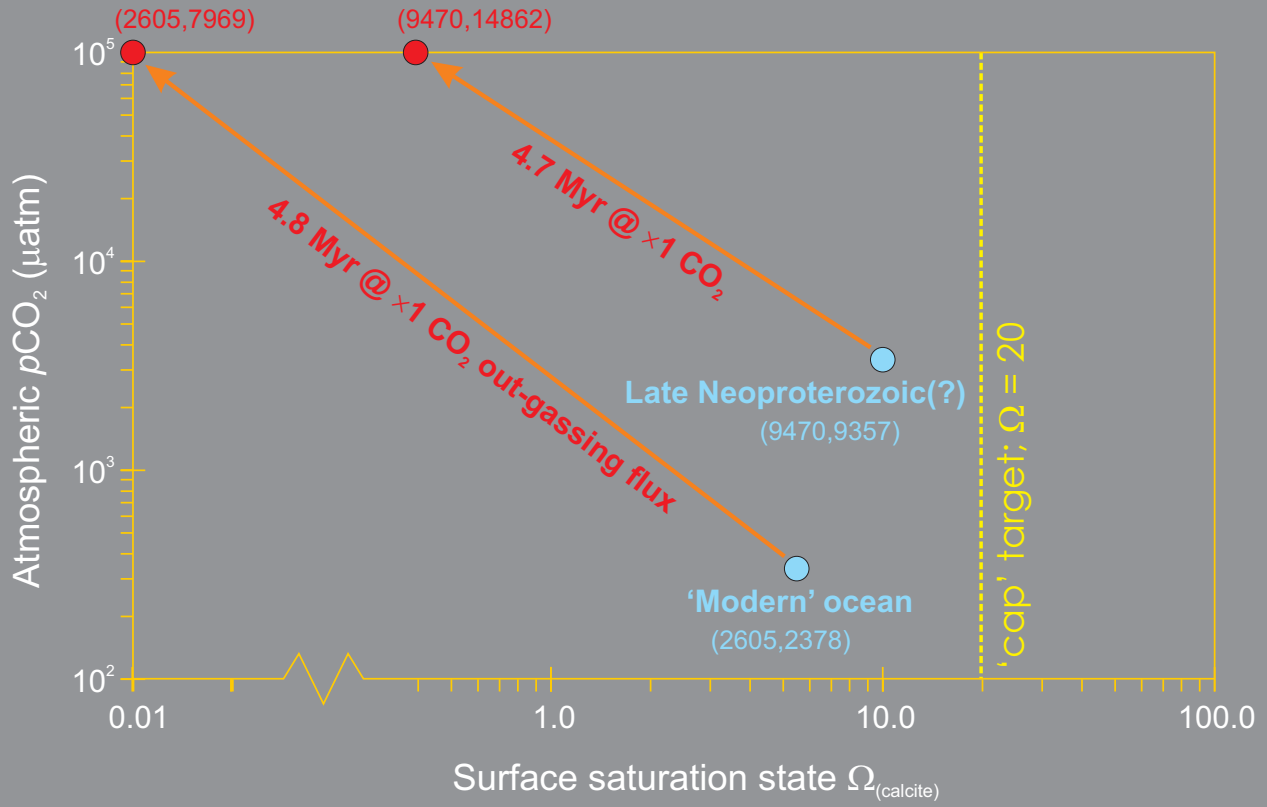 (2605,7969)
(9470,14862)
10⁵
10⁴
10³
10²
Atmospheric pCO₂ (μatm)
4.7 Myr @ ×1 CO₂
4.8 Myr @ ×1 CO₂ out-gassing flux
Late Neoproterozoic(?)
(9470,9357)
‘Modern’ ocean
(2605,2378)
‘cap’ target; Ω = 20
0.01
1.0
10.0
100.0
Surface saturation state Ω(calcite)